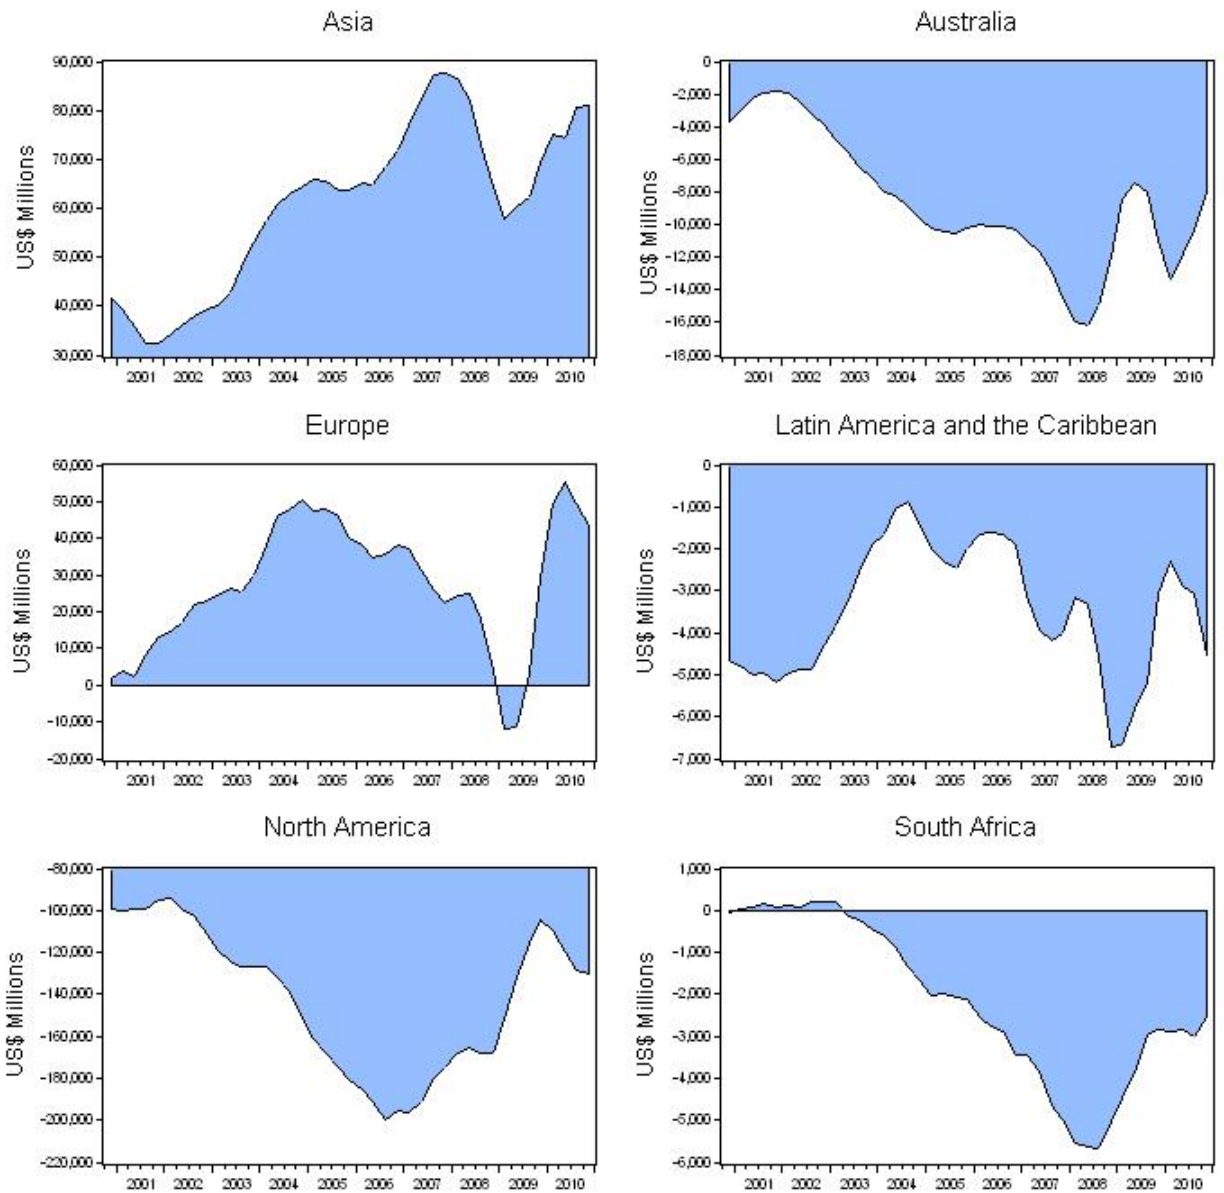 Asia
US$ Millions
90,000
80,000
70,000
60,000
50,000
40,000
30,000
2001 2002 2003 2004 2005 2006 2007 2008 2009 2010
Australia
US$ Millions
0
-2,000
-4,000
-6,000
-8,000
-10,000
-12,000
-14,000
-16,000
-18,000
2001 2002 2003 2004 2005 2006 2007 2008 2009 2010
Europe
US$ Millions
60,000
50,000
40,000
30,000
20,000
10,000
0
-10,000
-20,000
2001 2002 2003 2004 2005 2006 2007 2008 2009 2010
Latin America and the Caribbean
US$ Millions
0
-1,000
-2,000
-3,000
-4,000
-5,000
-6,000
-7,000
2001 2002 2003 2004 2005 2006 2007 2008 2009 2010
North America
US$ Millions
-80,000
-100,000
-120,000
-140,000
-160,000
-180,000
-200,000
-220,000
2001 2002 2003 2004 2005 2006 2007 2008 2009 2010
South Africa
US$ Millions
1,000
0
-1,000
-2,000
-3,000
-4,000
-5,000
-6,000
2001 2002 2003 2004 2005 2006 2007 2008 2009 2010